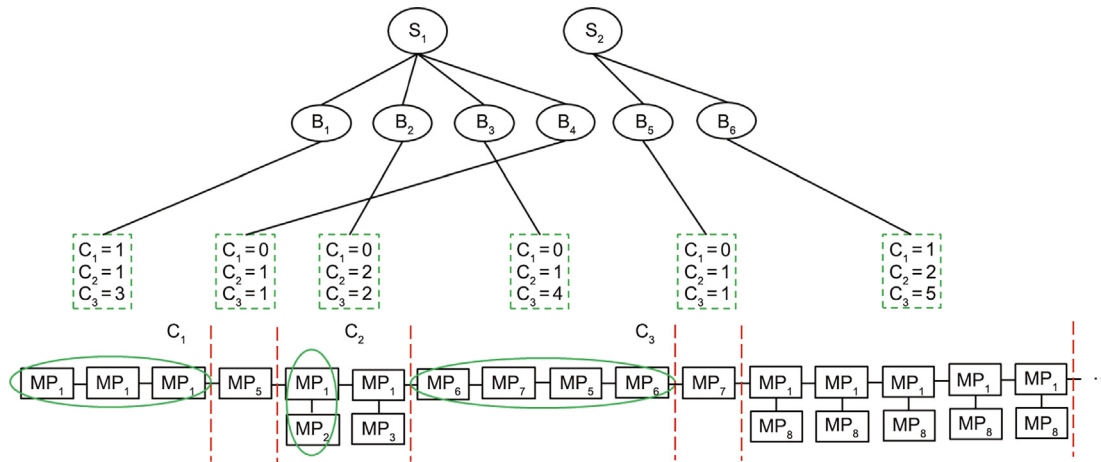 S₁ S₂
B₁ B₂ B₃ B₄ B₅ B₆
C₁ = 1 C₁ = 0 C₁ = 0 C₁ = 0 C₁ = 0 C₁ = 1
C₂ = 1 C₂ = 1 C₂ = 2 C₂ = 1 C₂ = 1 C₂ = 2
C₃ = 3 C₃ = 1 C₃ = 2 C₃ = 4 C₃ = 1 C₃ = 5
C₁ C₂ C₃
MP₁ MP₁ MP₁ MP₅ MP₁ MP₁ MP₆ MP₇ MP₅ MP₆ MP₇ MP₁ MP₁ MP₁ MP₁ MP₁
MP₂ MP₃ MP₈ MP₈ MP₈ MP₈ MP₈